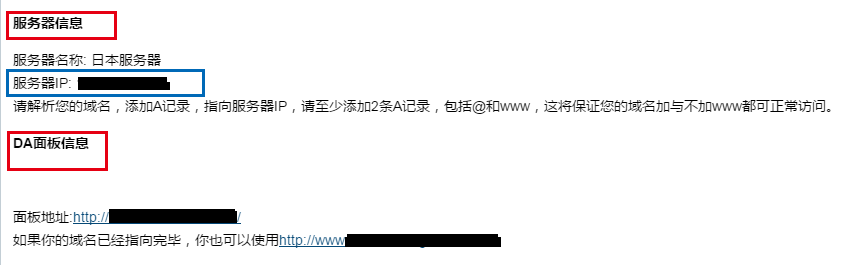 服务器信息
服务器名称: 日本服务器
服务器IP:
请解析您的域名，添加A记录，指向服务器IP，请至少添加2条A记录，包括@和www，这将保证您的域名加与不加www都可正常访问。
DA面板信息
面板地址:http:// /
如果你的域名已经指向完毕，你也可以使用http://www